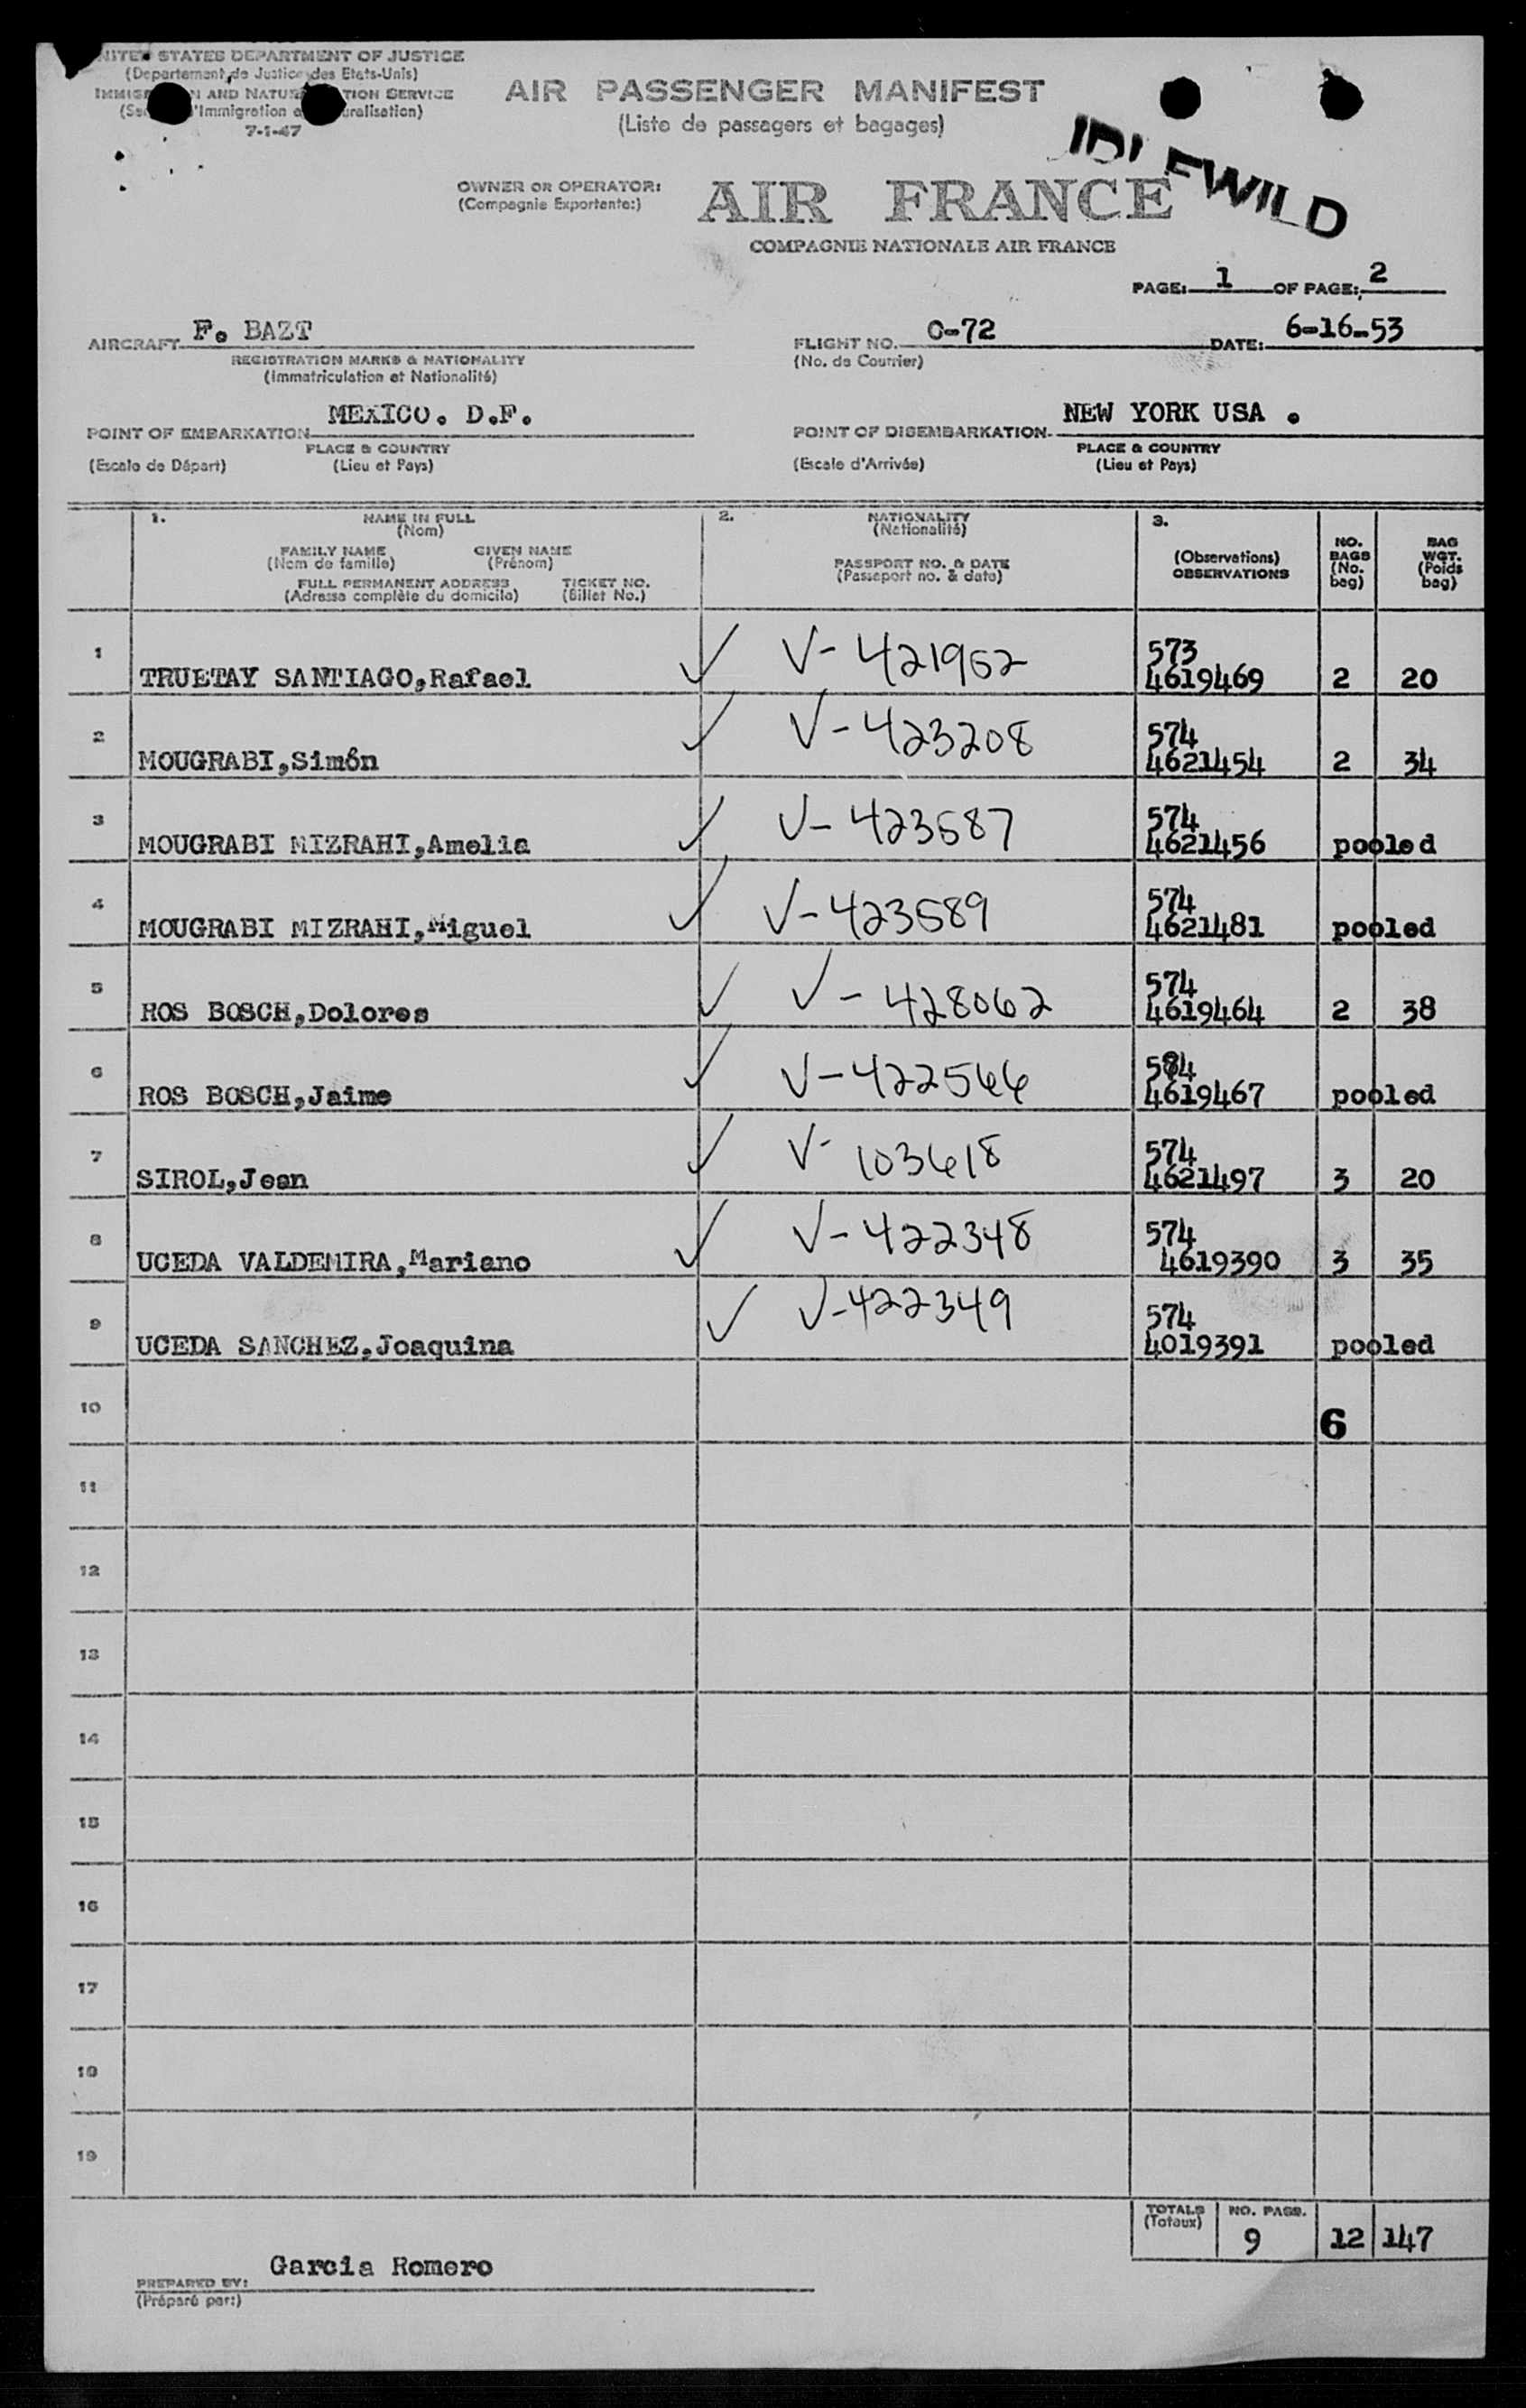 UNITED STATES DEPARTMENT OF JUSTICE
(Departement de Justice des Etats-Unis)
AND SERVICE
7-1-47
AIR PASSENGER MANIFEST
(Liste de passagers et bagages)
IDLEWILD
OWNER OR OPERATOR:
(Compagnie Exportante:)
AIR FRANCE
COMPAGNIE NATIONALE AIR FRANCE
PAGE: 1 OF PAGE: 2
AIRCRAFT F. BAZT
REGISTRATION MARKS & NATIONALITY
(Immatriculation et Nationalité)
FLIGHT NO. C-72 DATE: 6-16-53
(No. de Courrier)
POINT OF EMBARKATION MEXICO. D.F.
PLACE & COUNTRY
(Escale de Départ) (Lieu et Pays)
POINT OF DISEMBARKATION NEW YORK USA .
PLACE & COUNTRY
(Escale d'Arrivée) (Lieu et Pays)
1. NAME IN FULL
(Nom)
FAMILY NAME GIVEN NAME
(Nom de famille) (Prénom)
FULL PERMANENT ADDRESS TICKET NO.
(Adresse complète du domicile) (Billet No.)
2. NATIONALITY
(Nationalité)
PASSPORT NO. & DATE
(Passeport no. & date)
3.
(Observations)
OBSERVATIONS
NO.
BAGS
(No.
bag)
BAG
WGT.
(Poids
bag)
1 TRUETAY SANTIAGO,Rafael V-421952 573
4619469 2 20
2 MOUGRABI,Simón V-423208 574
4621454 2 34
3 MOUGRABI MIZRAHI,Amelia V-423587 574
4621456 pooled
4 MOUGRABI MIZRAHI,Miguel V-423589 574
4621481 pooled
5 ROS BOSCH,Dolores V-428062 574
4619464 2 38
6 ROS BOSCH,Jaime V-422566 584
4619467 pooled
7 SIROL,Jean V-103618 574
4621497 3 20
8 UCEDA VALDEMIRA,Mariano V-422348 574
4619390 3 35
9 UCEDA SANCHEZ,Joaquina V-422349 574
4019391 pooled
10 6
11
12
13
14
15
16
17
18
19
TOTALS
(Totaux)
NO. PASS.
9 12 147
PREPARED BY: Garcia Romero
(Préparé par:)